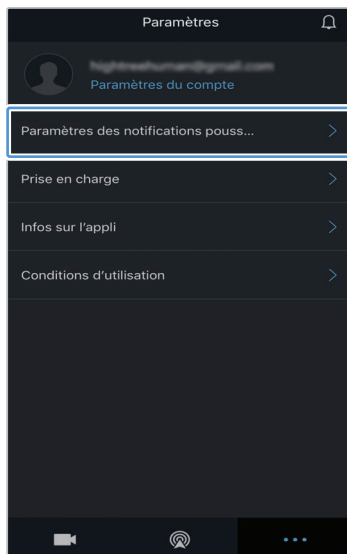 Paramètres
Paramètres du compte
Paramètres des notifications pouss...
Prise en charge
Infos sur l'appli
Conditions d'utilisation